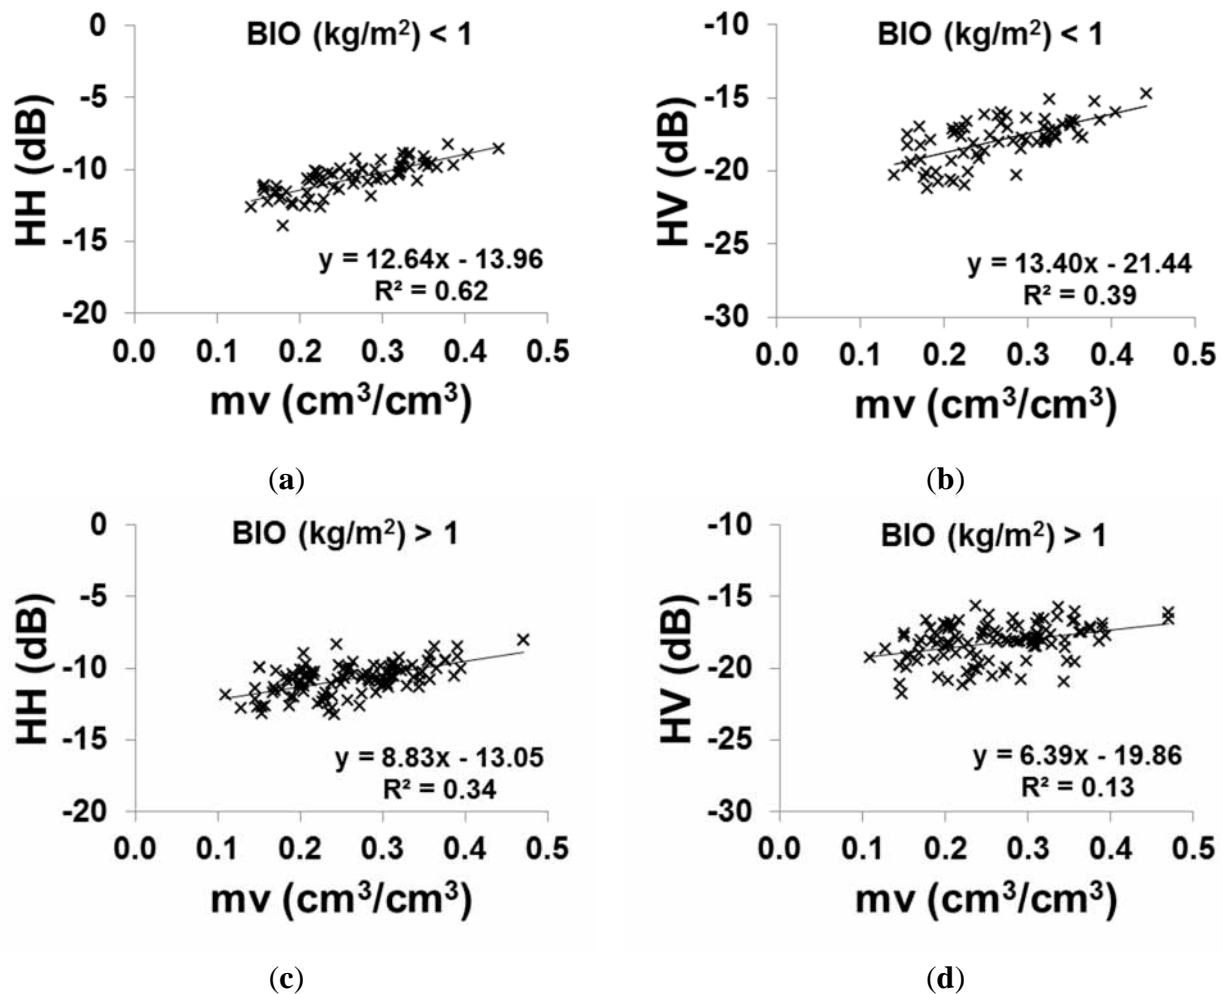 BIO (kg/m²) < 1
0
-5
-10
-15
-20
HH (dB)
y = 12.64x - 13.96
R² = 0.62
0.0 0.1 0.2 0.3 0.4 0.5
mv (cm³/cm³)
(a)
BIO (kg/m²) < 1
-10
-15
-20
-25
-30
HV (dB)
y = 13.40x - 21.44
R² = 0.39
0.0 0.1 0.2 0.3 0.4 0.5
mv (cm³/cm³)
(b)
BIO (kg/m²) > 1
0
-5
-10
-15
-20
HH (dB)
y = 8.83x - 13.05
R² = 0.34
0.0 0.1 0.2 0.3 0.4 0.5
mv (cm³/cm³)
(c)
BIO (kg/m²) > 1
-10
-15
-20
-25
-30
HV (dB)
y = 6.39x - 19.86
R² = 0.13
0.0 0.1 0.2 0.3 0.4 0.5
mv (cm³/cm³)
(d)